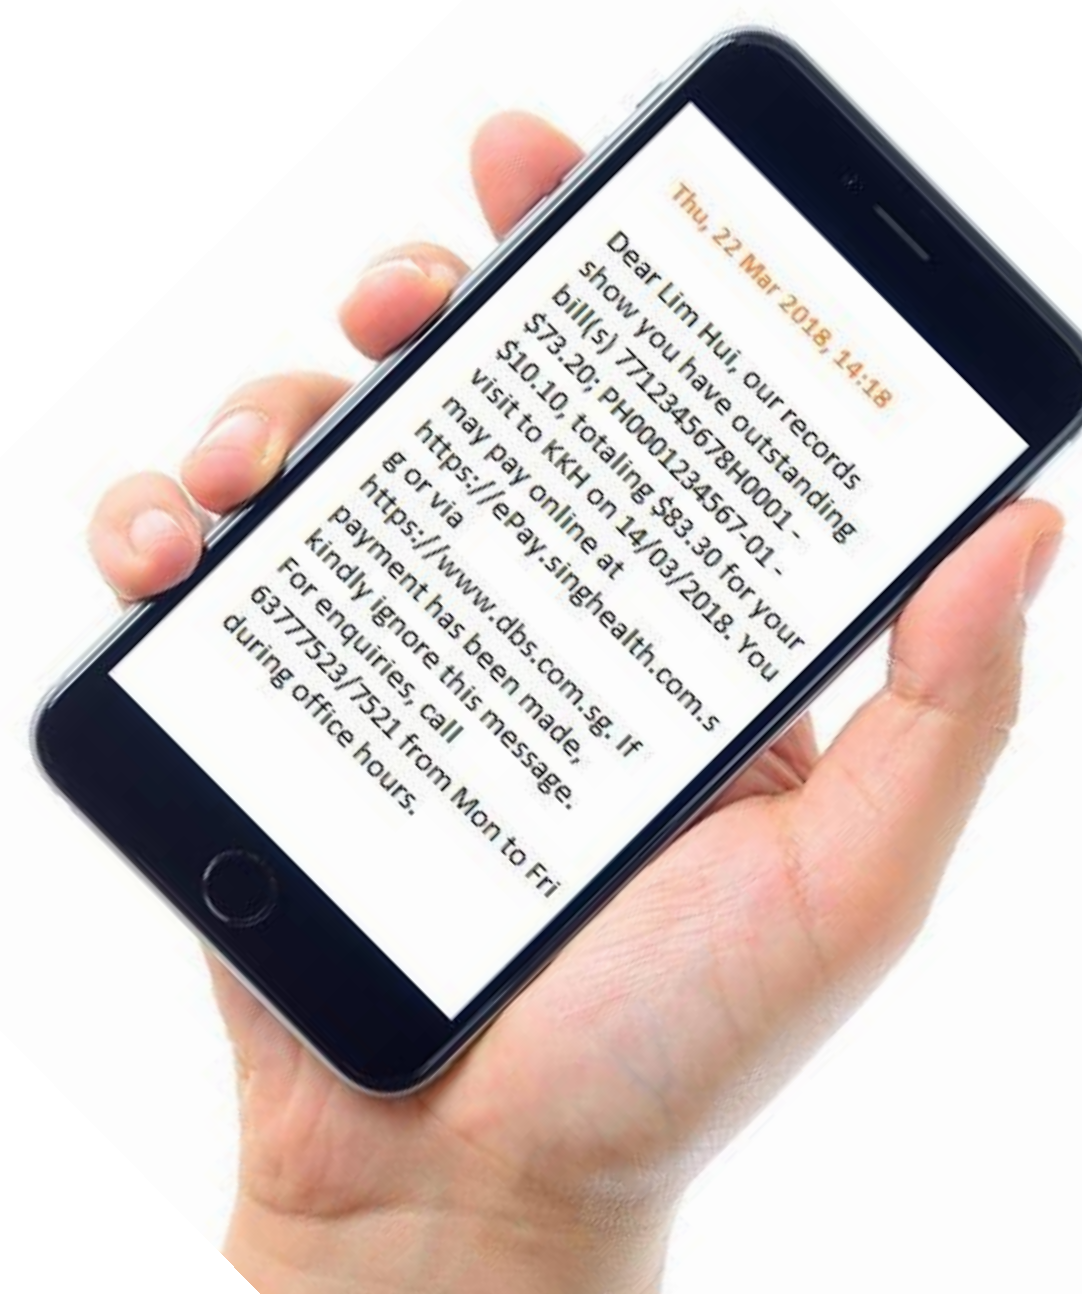 Thu, 22 Mar 2018, 14:18
Dear Lim Hui, our records
show you have outstanding
bill(s) 7712345678H0001 -
$73.20; PH0001234567-01 -
$10.10, totaling $83.30 for your
visit to KKH on 14/03/2018. You
may pay online at
https://ePay.singhealth.com.s
g or via
https://www.dbs.com.sg. If
payment has been made,
kindly ignore this message.
For enquiries, call
63777523/7521 from Mon to Fri
during office hours.